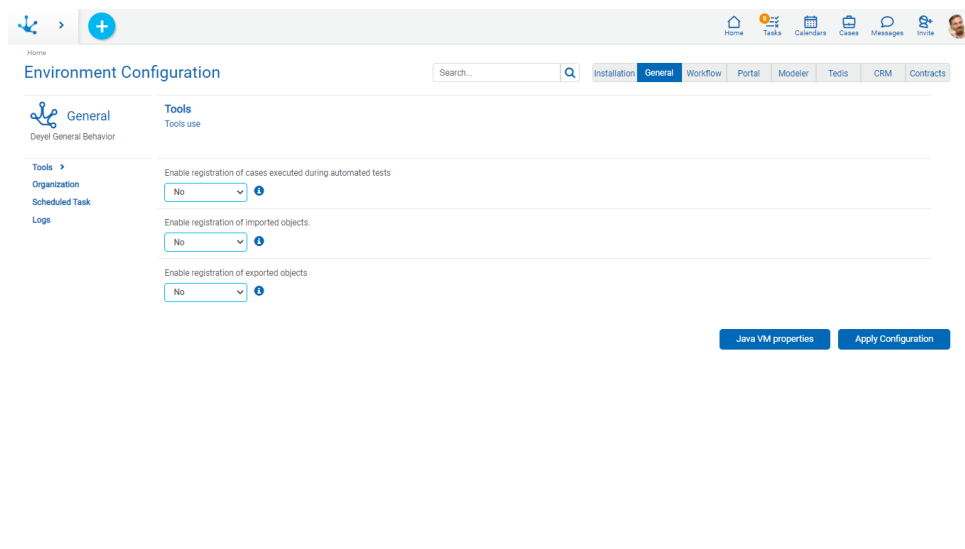 9
Home Tasks Calendars Cases Messages Invite
Home
Environment Configuration
Search...
Installation General Workflow Portal Modeler Tedis CRM Contracts
General
Deyel General Behavior
Tools
Tools use
Tools
Organization
Scheduled Task
Logs
Enable registration of cases executed during automated tests
No
Enable registration of imported objects.
No
Enable registration of exported objects
No
Java VM properties
Apply Configuration